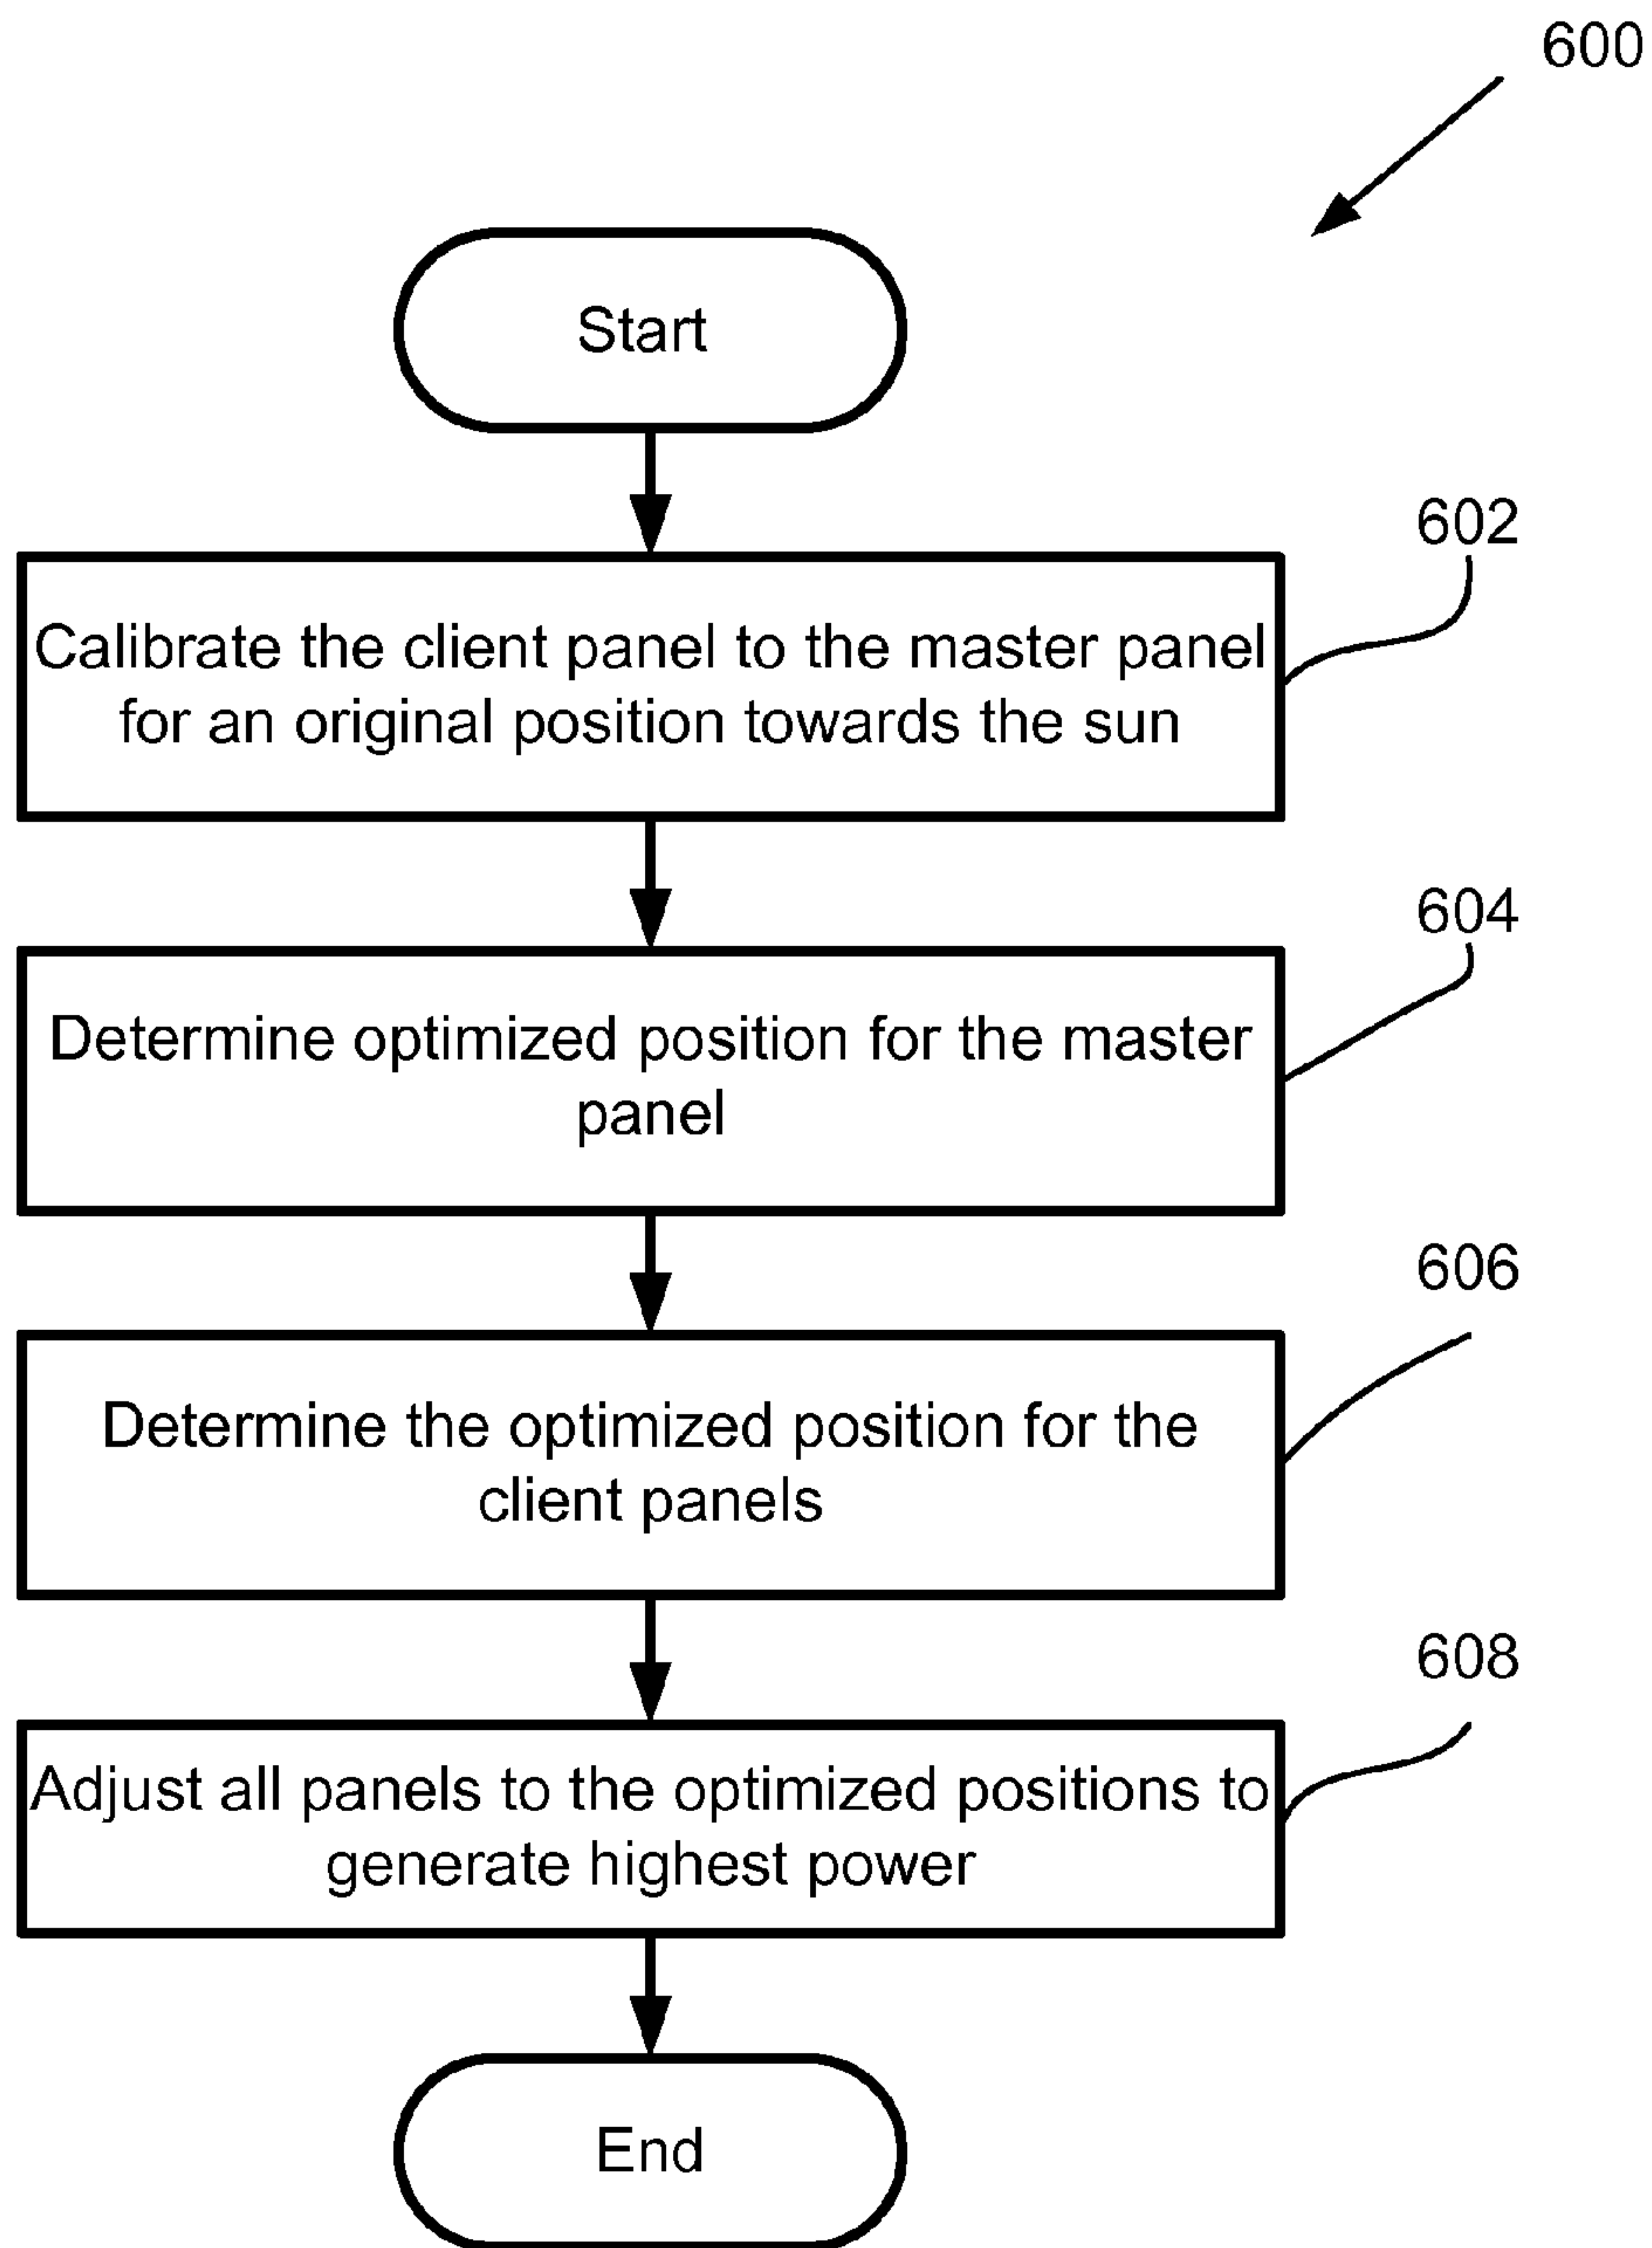 600
Start
602
Calibrate the client panel to the master panel
for an original position towards the sun
604
Determine optimized position for the master
panel
606
Determine the optimized position for the
client panels
608
Adjust all panels to the optimized positions to
generate highest power
End